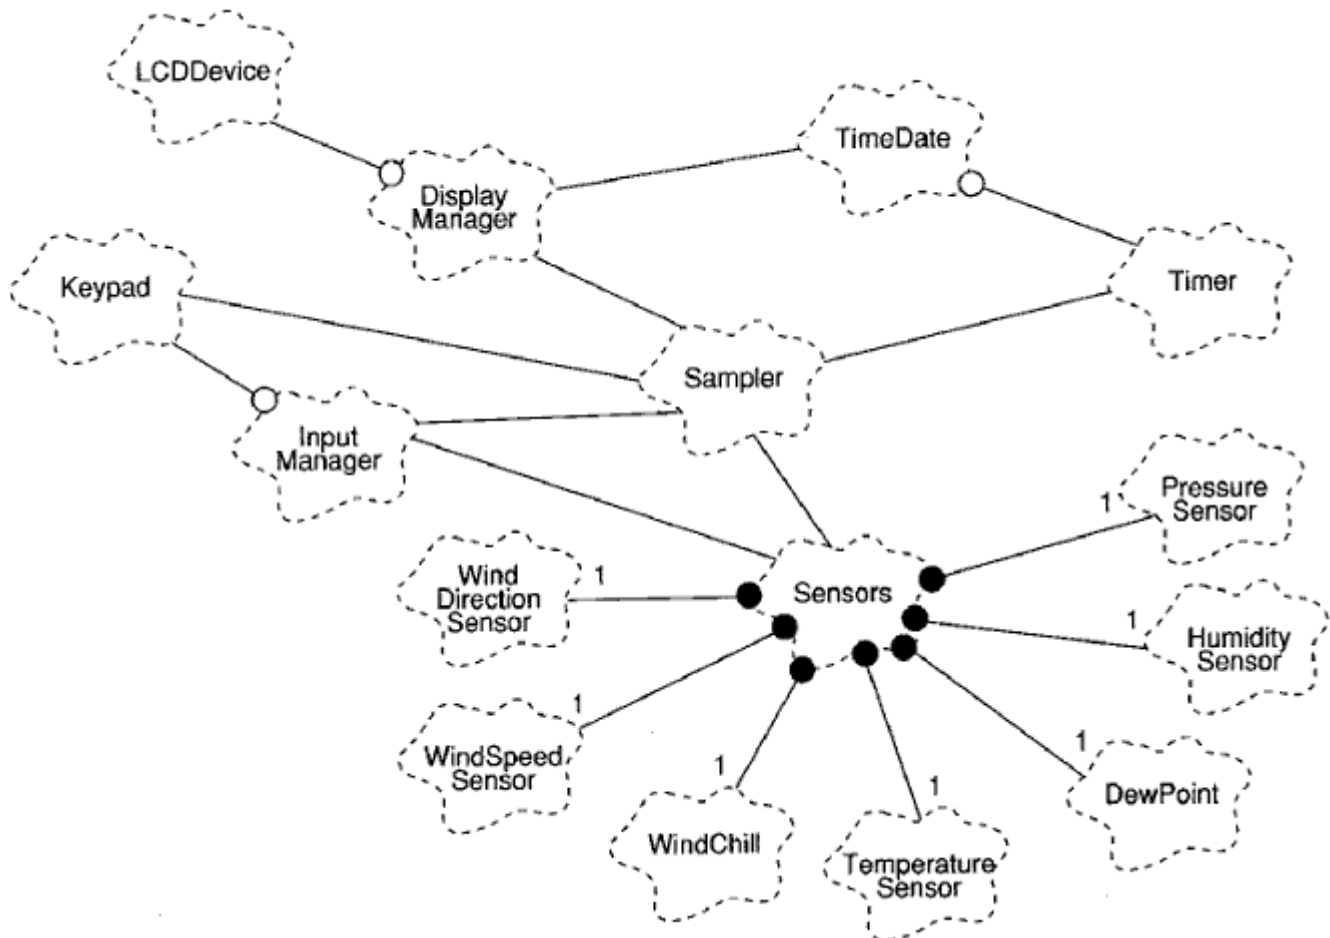 LCDDevice
TimeDate
Display
Manager
Keypad
Timer
Sampler
Input
Manager
Pressure
Sensor
1
Wind
Direction
Sensor
1
Sensors
1
Humidity
Sensor
1
WindSpeed
Sensor
1
WindChill
1
Temperature
Sensor
1
DewPoint